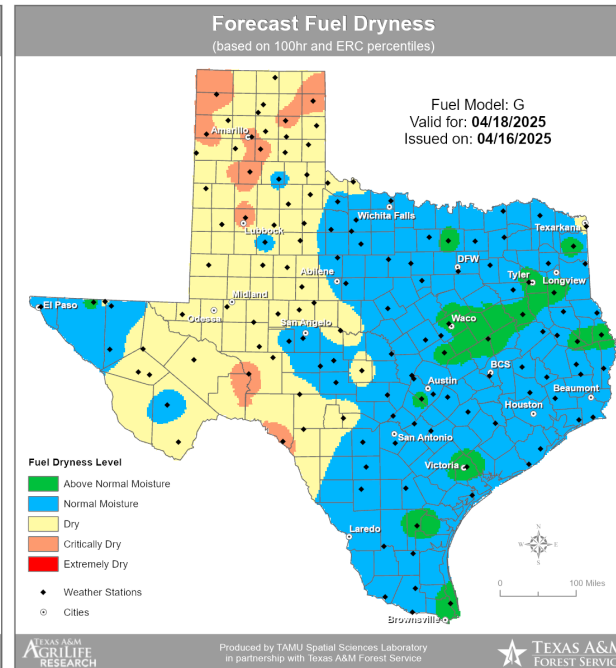 Forecast Fuel Dryness
(based on 100hr and ERC percentiles)
Fuel Model: G
Valid for: 04/18/2025
Issued on: 04/16/2025
Amarillo
Wichita Falls
Lubbock
Texarkana
DFW
Abilene
Tyler
Longview
El Paso
Midland
Odessa
San Angelo
Waco
BCS
Austin
Beaumont
Houston
San Antonio
Victoria
Laredo
Brownsville
Fuel Dryness Level
Above Normal Moisture
Normal Moisture
Dry
Critically Dry
Extremely Dry
Weather Stations
Cities
N
W
E
S
0 100 Miles
TEXAS A&M
AGRILIFE
RESEARCH
Produced by TAMU Spatial Sciences Laboratory
in partnership with Texas A&M Forest Service
TEXAS A&M
FOREST SERVIC